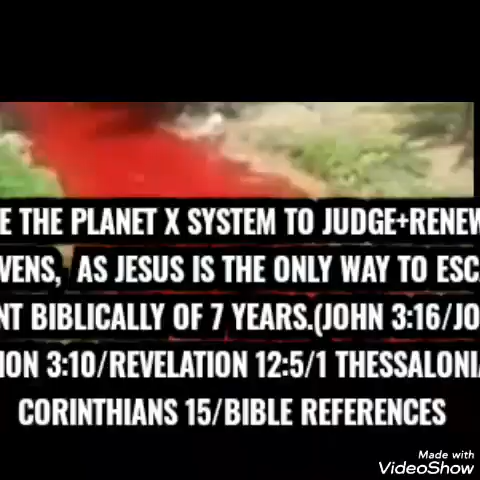 E THE PLANET X SYSTEM TO JUDGE+RENEW
VENS, AS JESUS IS THE ONLY WAY TO ESC
NT BIBLICALLY OF 7 YEARS.(JOHN 3:16/JO
ION 3:10/REVELATION 12:5/1 THESSALONI
CORINTHIANS 15/BIBLE REFERENCES
Made with
VideoShow